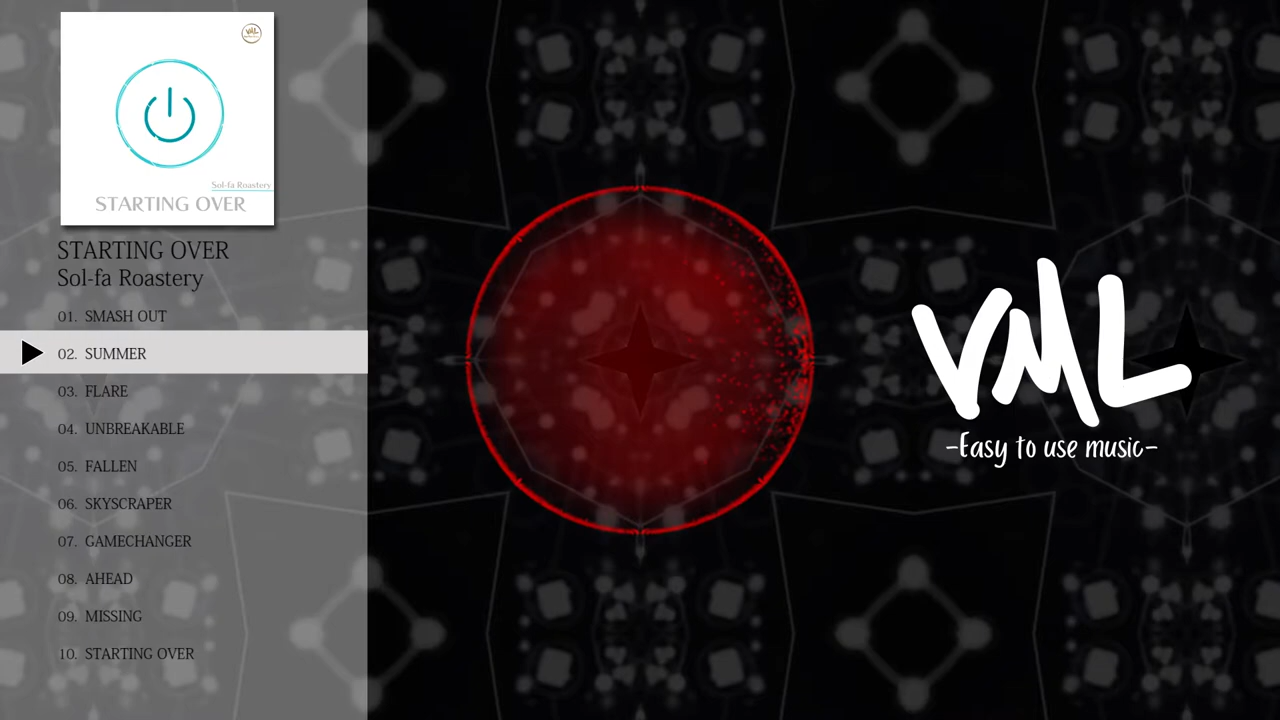 Sol-fa Roastery
STARTING OVER
STARTING OVER
Sol-fa Roastery
01. SMASH OUT
02. SUMMER
03. FLARE
04. UNBREAKABLE
05. FALLEN
06. SKYSCRAPER
07. GAMECHANGER
08. AHEAD
09. MISSING
10. STARTING OVER
VML
-Easy to use music-